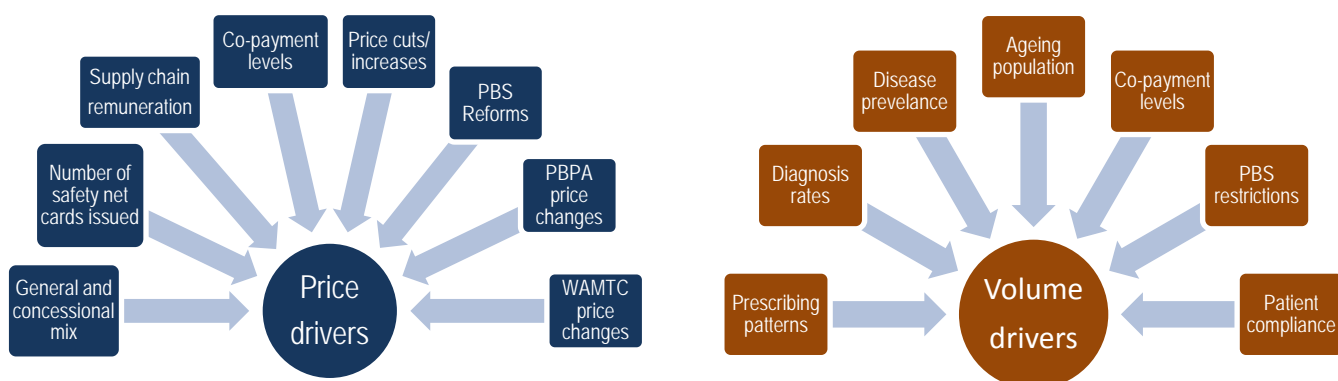 General and
concessional
mix
Number of
safety net
cards issued
Supply chain
remuneration
Co-payment
levels
Price cuts/
increases
PBS
Reforms
PBPA
price
changes
WAMTC
price
changes
Price
drivers
Prescribing
patterns
Diagnosis
rates
Disease
prevelance
Ageing
population
Co-payment
levels
PBS
restrictions
Patient
compliance
Volume
drivers